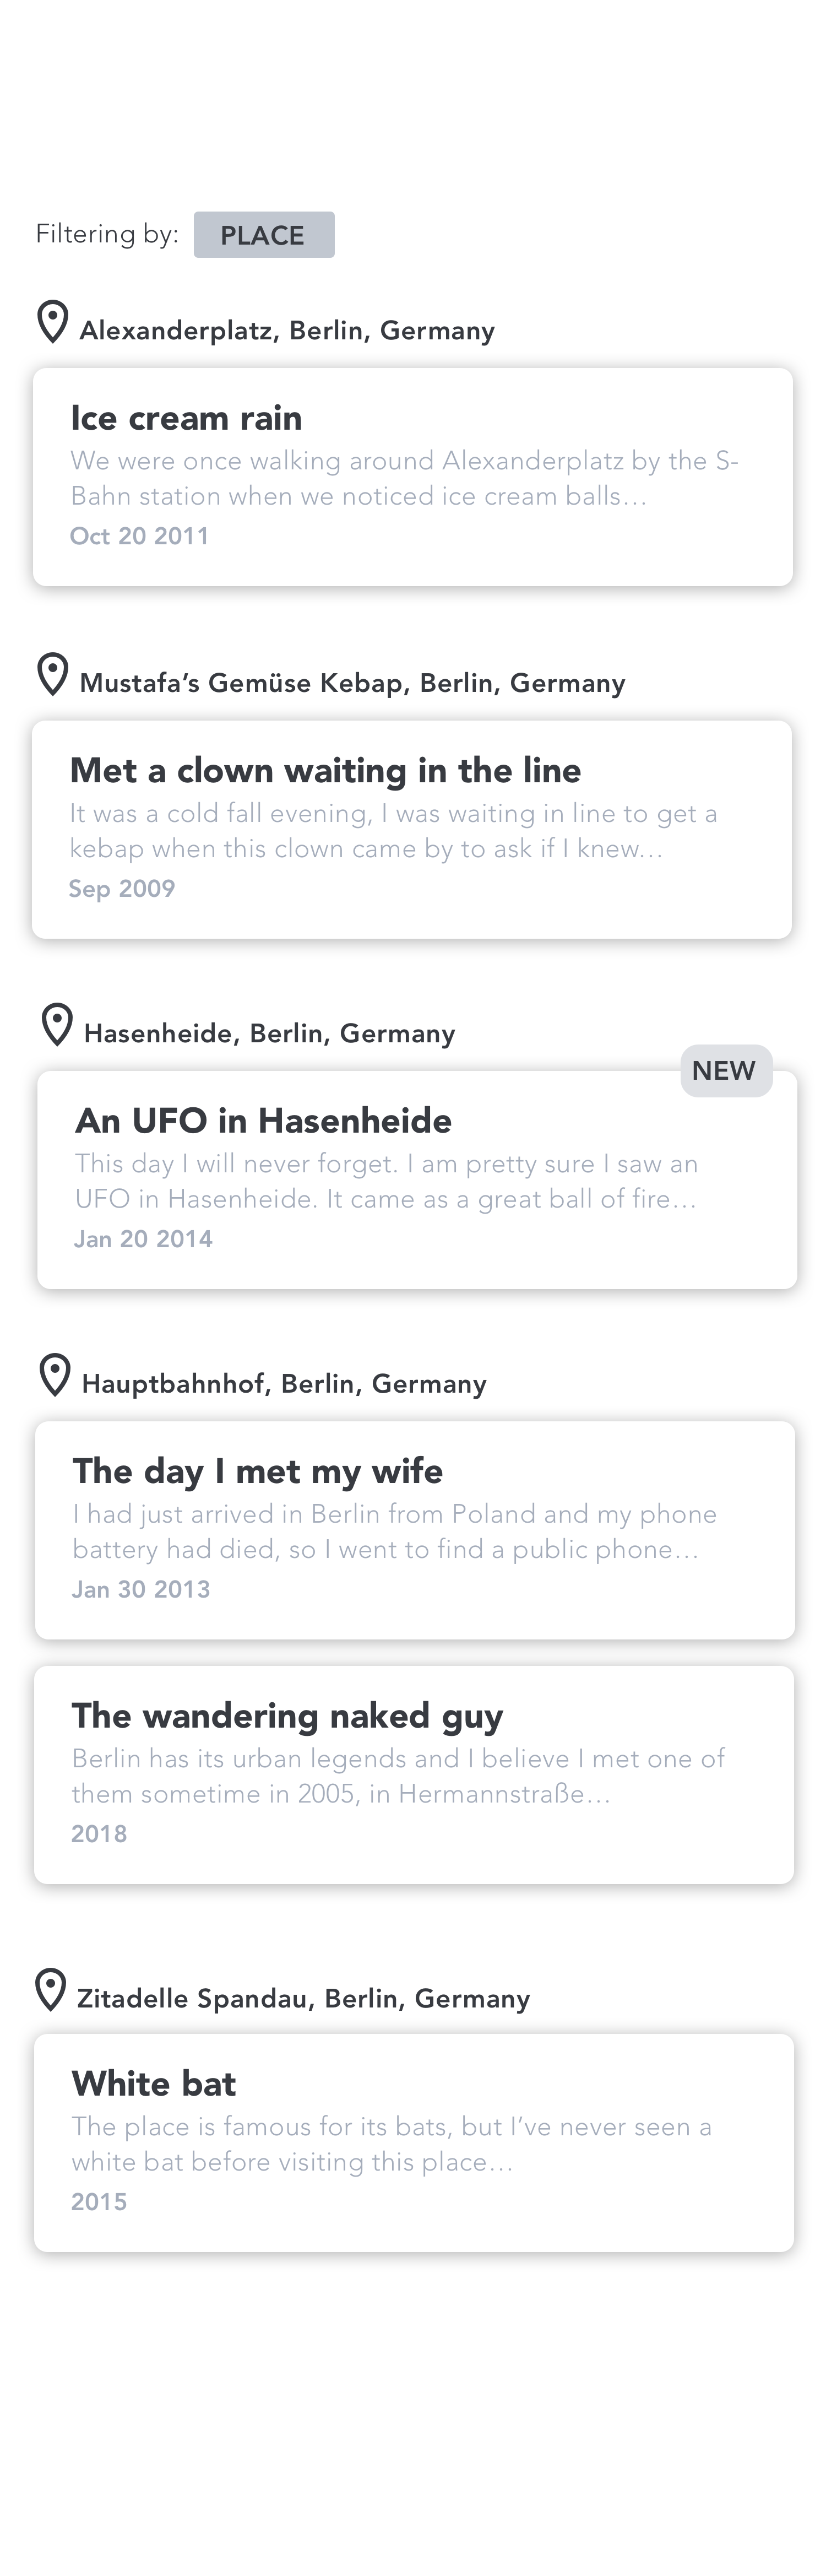 Filtering by: PLACE
Alexanderplatz, Berlin, Germany
Ice cream rain
We were once walking around Alexanderplatz by the S-
Bahn station when we noticed ice cream balls…
Oct 20 2011
Mustafa’s Gemüse Kebap, Berlin, Germany
Met a clown waiting in the line
It was a cold fall evening, I was waiting in line to get a
kebap when this clown came by to ask if I knew…
Sep 2009
Hasenheide, Berlin, Germany
NEW
An UFO in Hasenheide
This day I will never forget. I am pretty sure I saw an
UFO in Hasenheide. It came as a great ball of fire…
Jan 20 2014
Hauptbahnhof, Berlin, Germany
The day I met my wife
I had just arrived in Berlin from Poland and my phone
battery had died, so I went to find a public phone…
Jan 30 2013
The wandering naked guy
Berlin has its urban legends and I believe I met one of
them sometime in 2005, in Hermannstraße…
2018
Zitadelle Spandau, Berlin, Germany
White bat
The place is famous for its bats, but I’ve never seen a
white bat before visiting this place…
2015